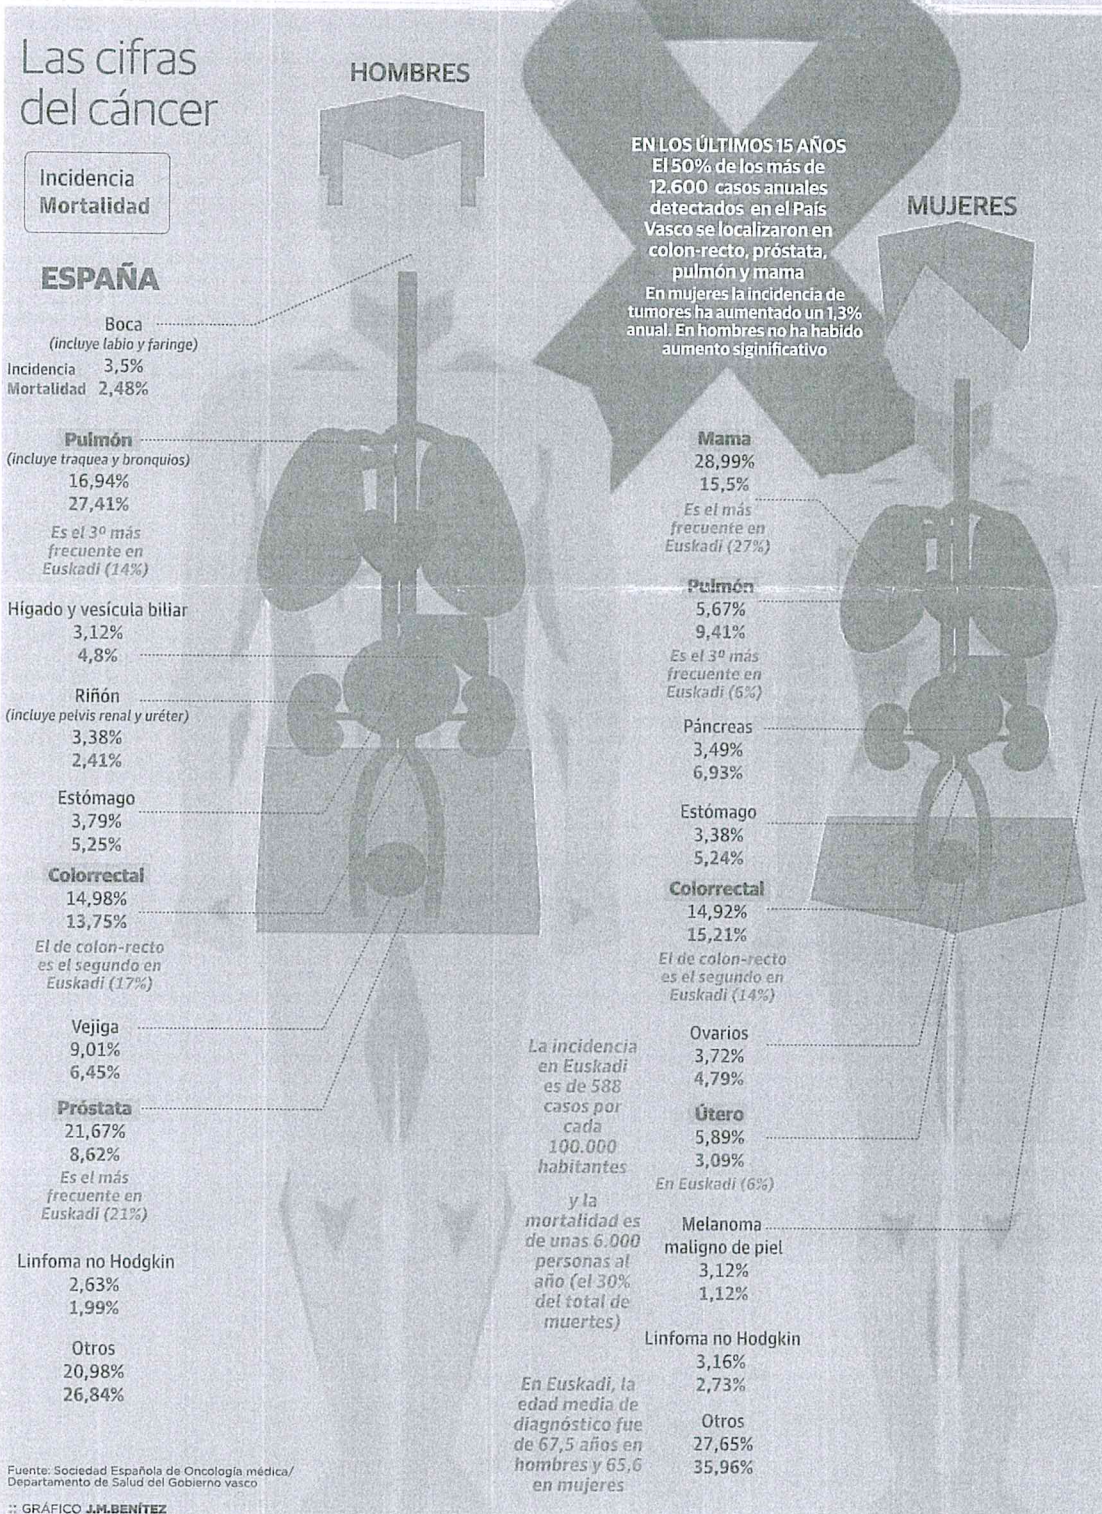 Las cifras
del cáncer
Incidencia
Mortalidad
ESPAÑA
HOMBRES
Boca
(incluye labio y faringe)
Incidencia 3,5%
Mortalidad 2,48%
Pulmón
(incluye traquea y bronquios)
16,94%
27,41%
Es el 3º más
frecuente en
Euskadi (14%)
Hígado y vesícula biliar
3,12%
4,8%
Riñón
(incluye pelvis renal y uréter)
3,38%
2,41%
Estómago
3,79%
5,25%
Colorrectal
14,98%
13,75%
El de colon-recto
es el segundo en
Euskadi (17%)
Vejiga
9,01%
6,45%
Próstata
21,67%
8,62%
Es el más
frecuente en
Euskadi (21%)
Linfoma no Hodgkin
2,63%
1,99%
Otros
20,98%
26,84%
EN LOS ÚLTIMOS 15 AÑOS
El 50% de los más de
12.600 casos anuales
detectados en el País
Vasco se localizaron en
colon-recto, próstata,
pulmón y mama
En mujeres la incidencia de
tumores ha aumentado un 1,3%
anual. En hombres no ha habido
aumento siginificativo
MUJERES
Mama
28,99%
15,5%
Es el más
frecuente en
Euskadi (27%)
Pulmón
5,67%
9,41%
Es el 3º más
frecuente en
Euskadi (6%)
Páncreas
3,49%
6,93%
Estómago
3,38%
5,24%
Colorrectal
14,92%
15,21%
El de colon-recto
es el segundo en
Euskadi (14%)
Ovarios
3,72%
4,79%
Útero
5,89%
3,09%
En Euskadi (6%)
Melanoma
maligno de piel
3,12%
1,12%
Linfoma no Hodgkin
3,16%
2,73%
Otros
27,65%
35,96%
La incidencia
en Euskadi
es de 588
casos por
cada
100.000
habitantes
y la
mortalidad es
de unas 6.000
personas al
año (el 30%
del total de
muertes)
En Euskadi, la
edad media de
diagnóstico fue
de 67,5 años en
hombres y 65,6
en mujeres
Fuente: Sociedad Española de Oncología médica/
Departamento de Salud del Gobierno vasco
:: GRÁFICO J.M.BENÍTEZ